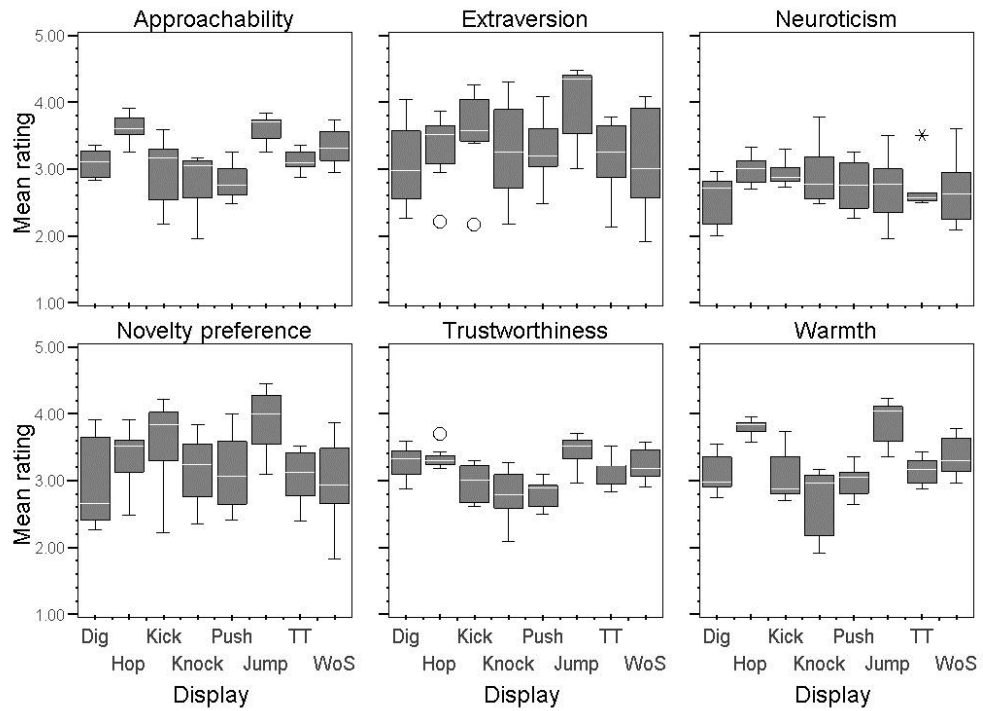 Approachability Extraversion Neuroticism
5.00
4.00
3.00
2.00
1.00
Mean rating
Novelty preference Trustworthiness Warmth
5.00
4.00
3.00
2.00
1.00
Mean rating
Dig Kick Push TT Dig Kick Push TT Dig Kick Push TT
Hop Knock Jump WoS Hop Knock Jump WoS Hop Knock Jump WoS
Display Display Display